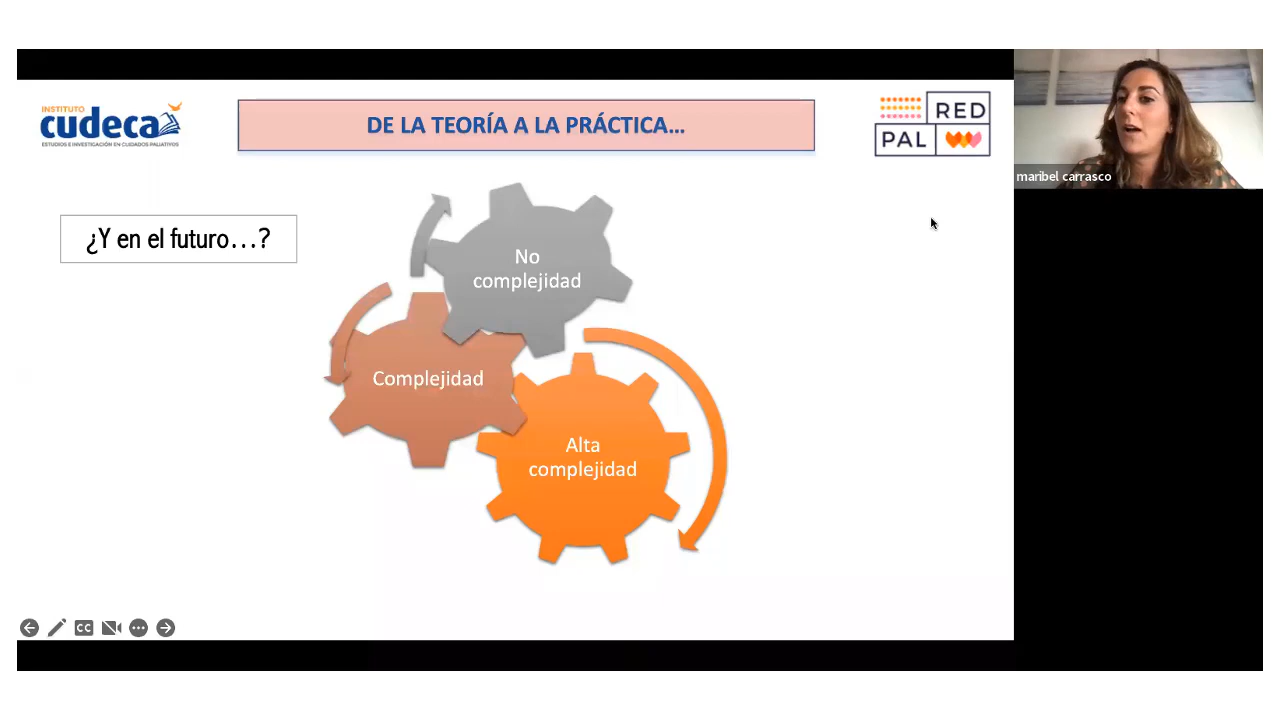 INSTITUTO
cudeca
ESTUDIOS E INVESTIGACIÓN EN CUIDADOS PALIATIVOS
DE LA TEORÍA A LA PRÁCTICA...
RED
PAL
maribel carrasco
¿Y en el futuro...?
No
complejidad
Complejidad
Alta
complejidad
CC